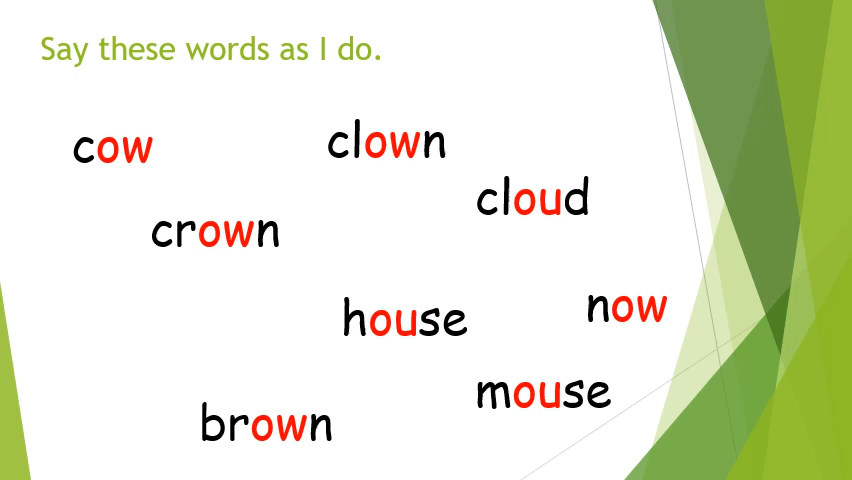 Say these words as I do.
cow
clown
cloud
crown
house
now
mouse
brown